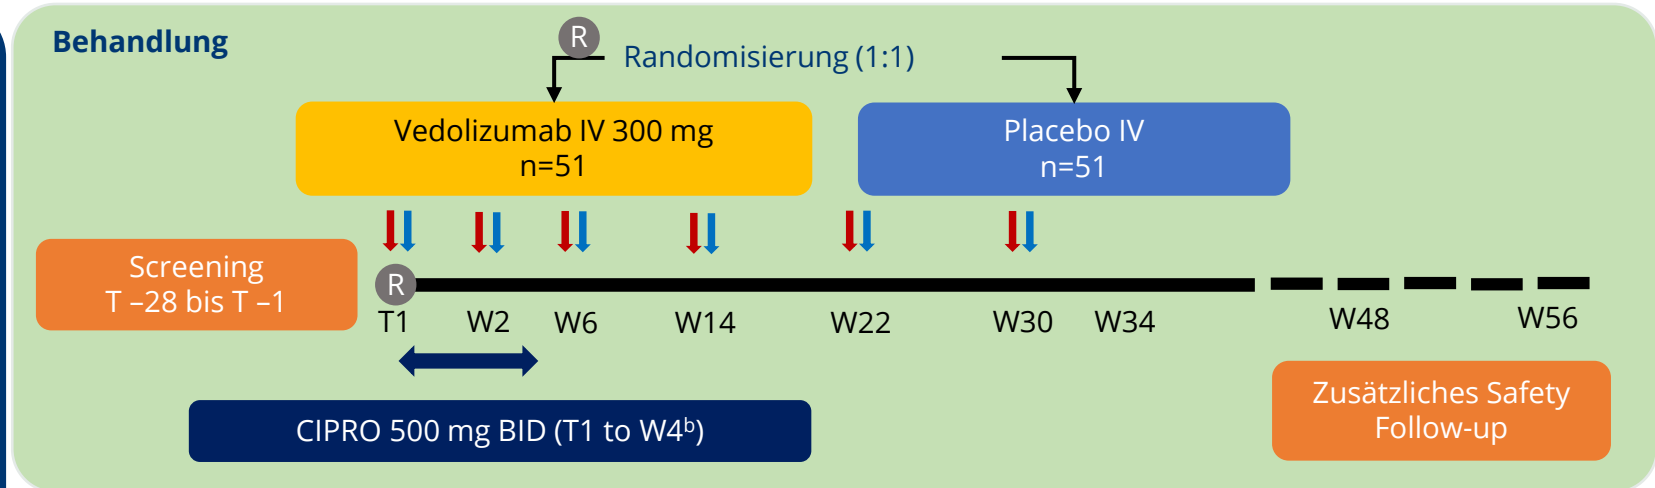 Behandlung
R
Randomisierung (1:1)
Vedolizumab IV 300 mg
n=51
Placebo IV
n=51
Screening
T –28 bis T –1
R
T1
W2
W6
W14
W22
W30
W34
W48
W56
CIPRO 500 mg BID (T1 to W4ᵇ)
Zusätzliches Safety
Follow-up